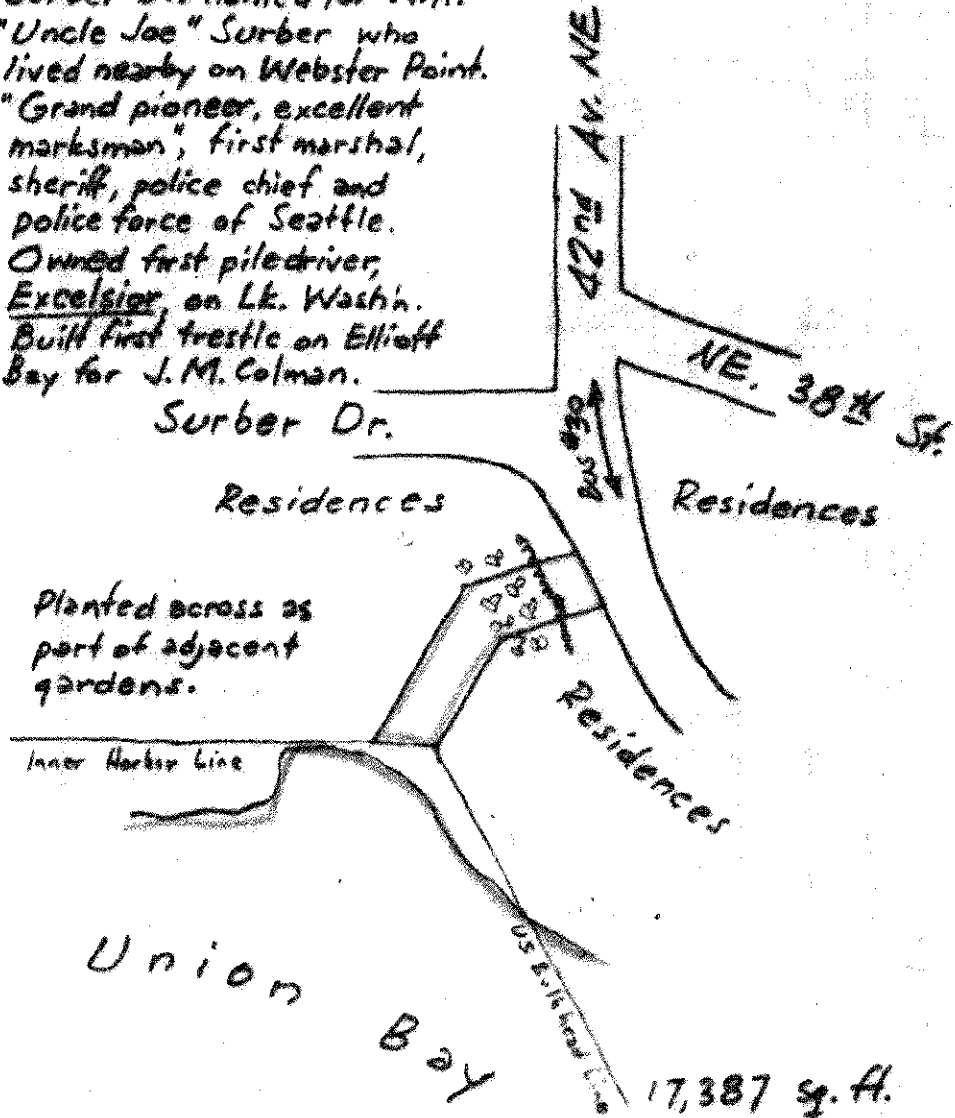 "Uncle Joe" Surber who
lived nearby on Webster Point.
"Grand pioneer, excellent
marksman", first marshal,
sheriff, police chief and
police force of Seattle.
Owned first piledriver,
Excelsior, on Lk. Wash'n.
Built first trestle on Elliott
Bay for J. M. Colman.
42nd Av. NE
NE. 38th St.
Surber Dr.
Bus #30
Residences
Residences
Planted across as
part of adjacent
gardens.
Residences
Inner Harbor Line
US Bulkhead Line
Union Bay
17,387 sq. ft.